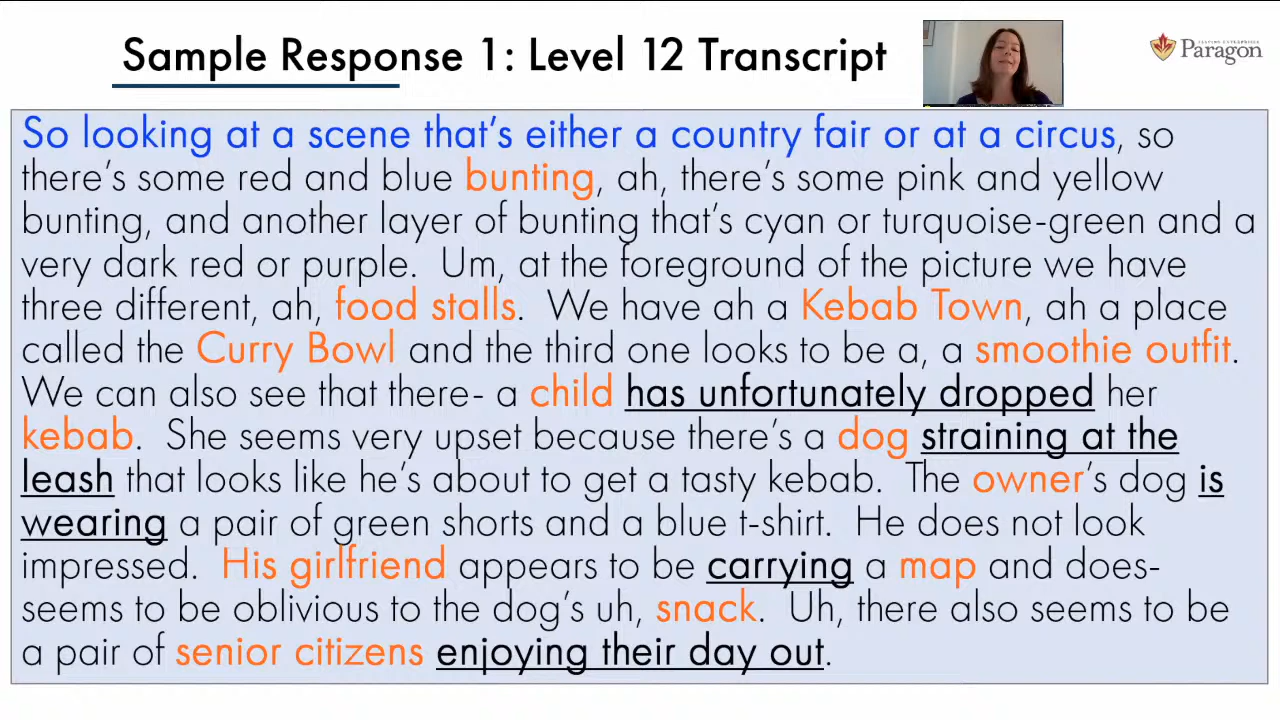 Sample Response 1: Level 12 Transcript
Paragon
So looking at a scene that's either a country fair or at a circus, so
there's some red and blue bunting, ah, there's some pink and yellow
bunting, and another layer of bunting that's cyan or turquoise-green and a
very dark red or purple. Um, at the foreground of the picture we have
three different, ah, food stalls. We have ah a Kebab Town, ah a place
called the Curry Bowl and the third one looks to be a, a smoothie outfit.
We can also see that there- a child has unfortunately dropped her
kebab. She seems very upset because there's a dog straining at the
leash that looks like he's about to get a tasty kebab. The owner's dog is
wearing a pair of green shorts and a blue t-shirt. He does not look
impressed. His girlfriend appears to be carrying a map and does-
seems to be oblivious to the dog's uh, snack. Uh, there also seems to be
a pair of senior citizens enjoying their day out.